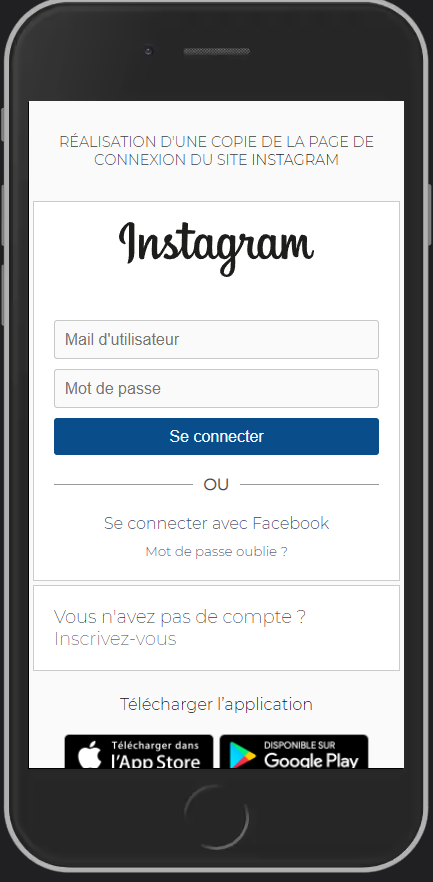 RÉALISATION D'UNE COPIE DE LA PAGE DE
CONNEXION DU SITE INSTAGRAM
Instagram
Mail d'utilisateur
Mot de passe
Se connecter
OU
Se connecter avec Facebook
Mot de passe oublie ?
Vous n'avez pas de compte ?
Inscrivez-vous
Télécharger l’application
Télécharger dans
l'App Store
DISPONIBLE SUR
Google Play